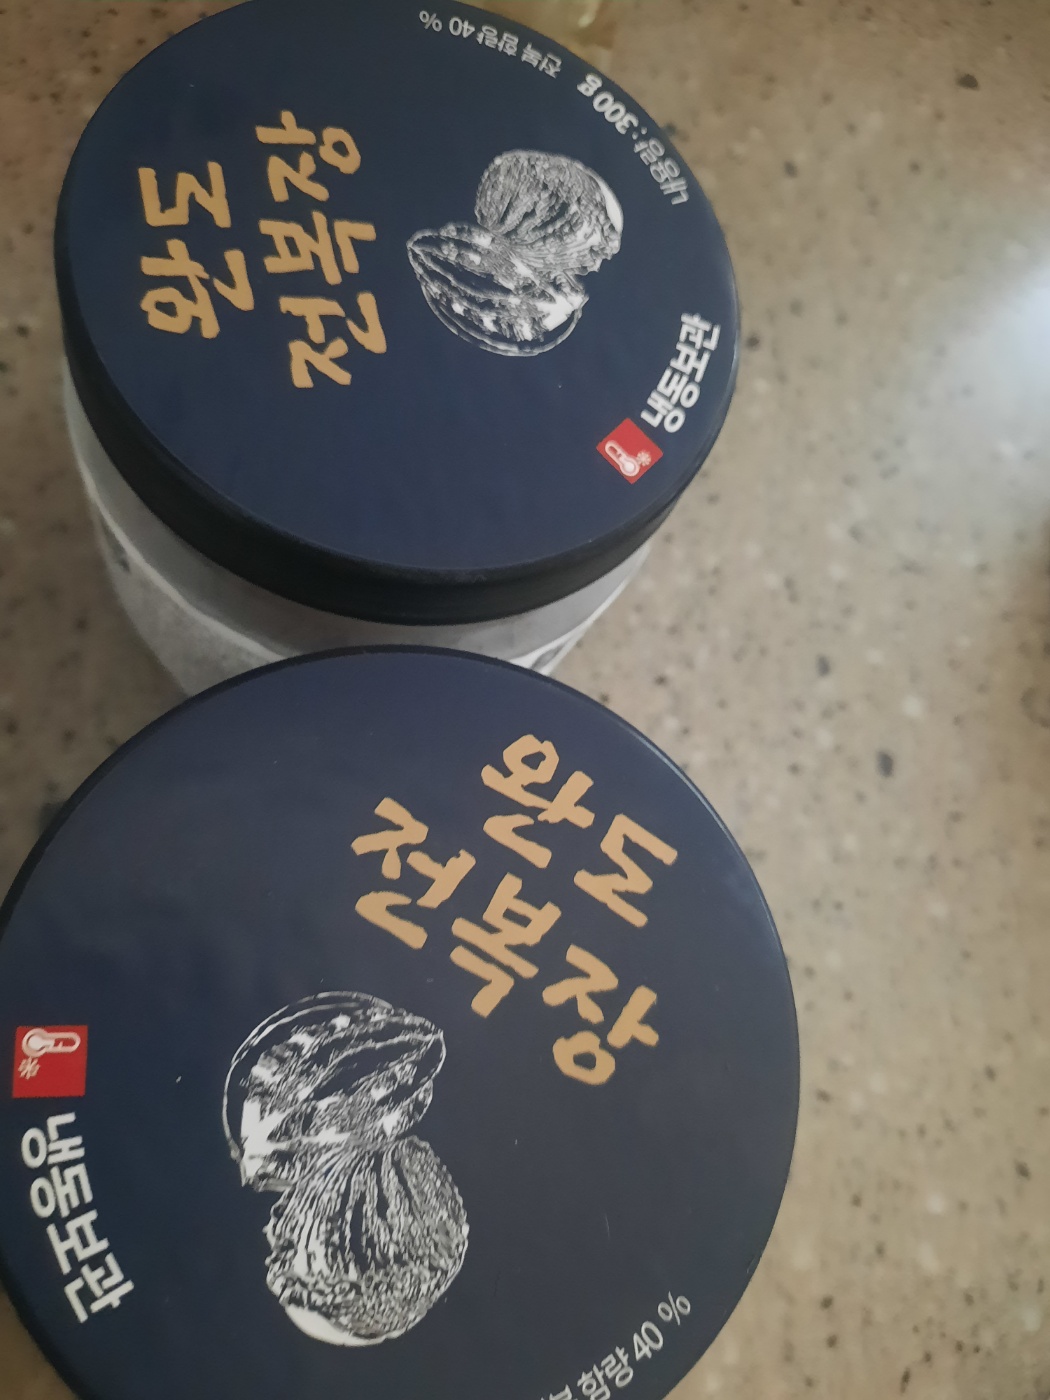 완도
전복장
전복 함량 40 %
내용량 : 300 g
냉동보관
완도
전복장
냉동보관
함량 40 %